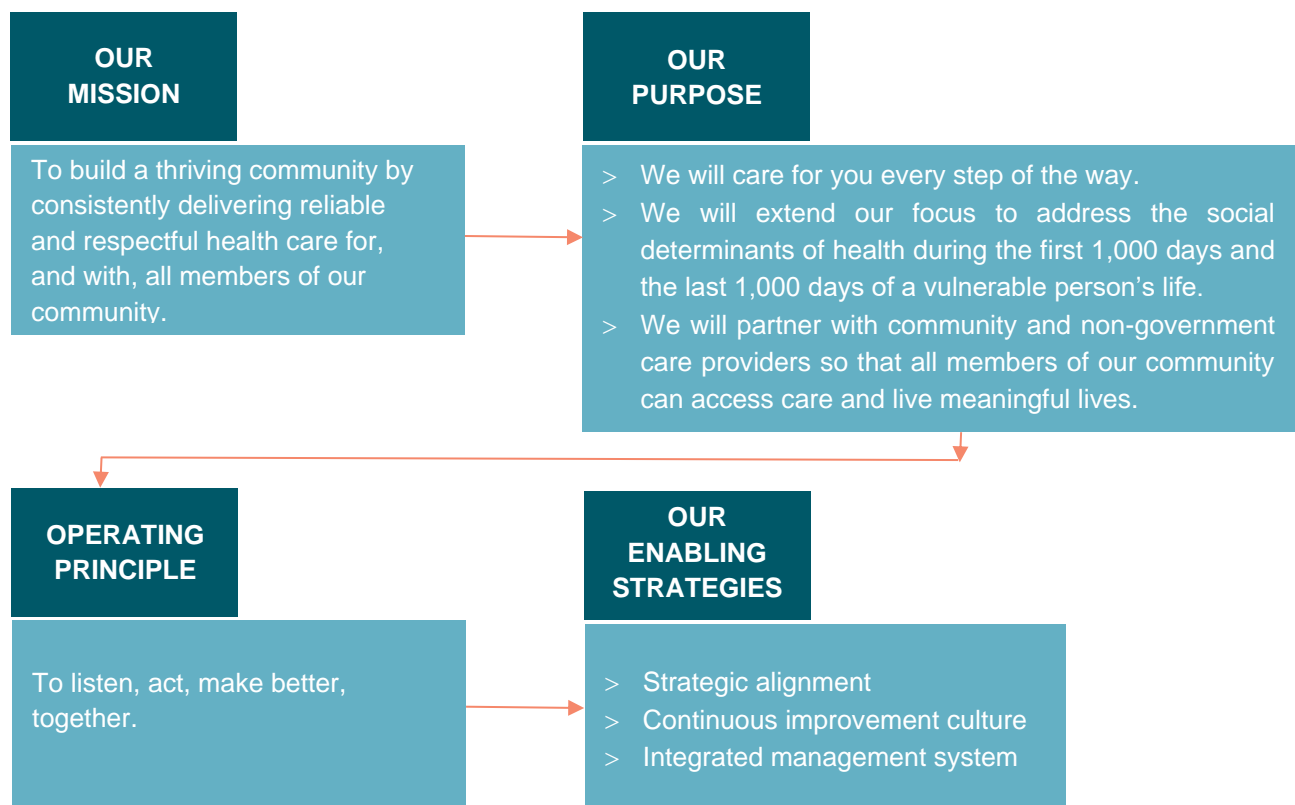 OUR
MISSION
To build a thriving community by
consistently delivering reliable
and respectful health care for,
and with, all members of our
community.
OUR
PURPOSE
> We will care for you every step of the way.
> We will extend our focus to address the social
determinants of health during the first 1,000 days and
the last 1,000 days of a vulnerable person's life.
> We will partner with community and non-government
care providers so that all members of our community
can access care and live meaningful lives.
OPERATING
PRINCIPLE
To listen, act, make better,
together.
OUR
ENABLING
STRATEGIES
> Strategic alignment
> Continuous improvement culture
> Integrated management system